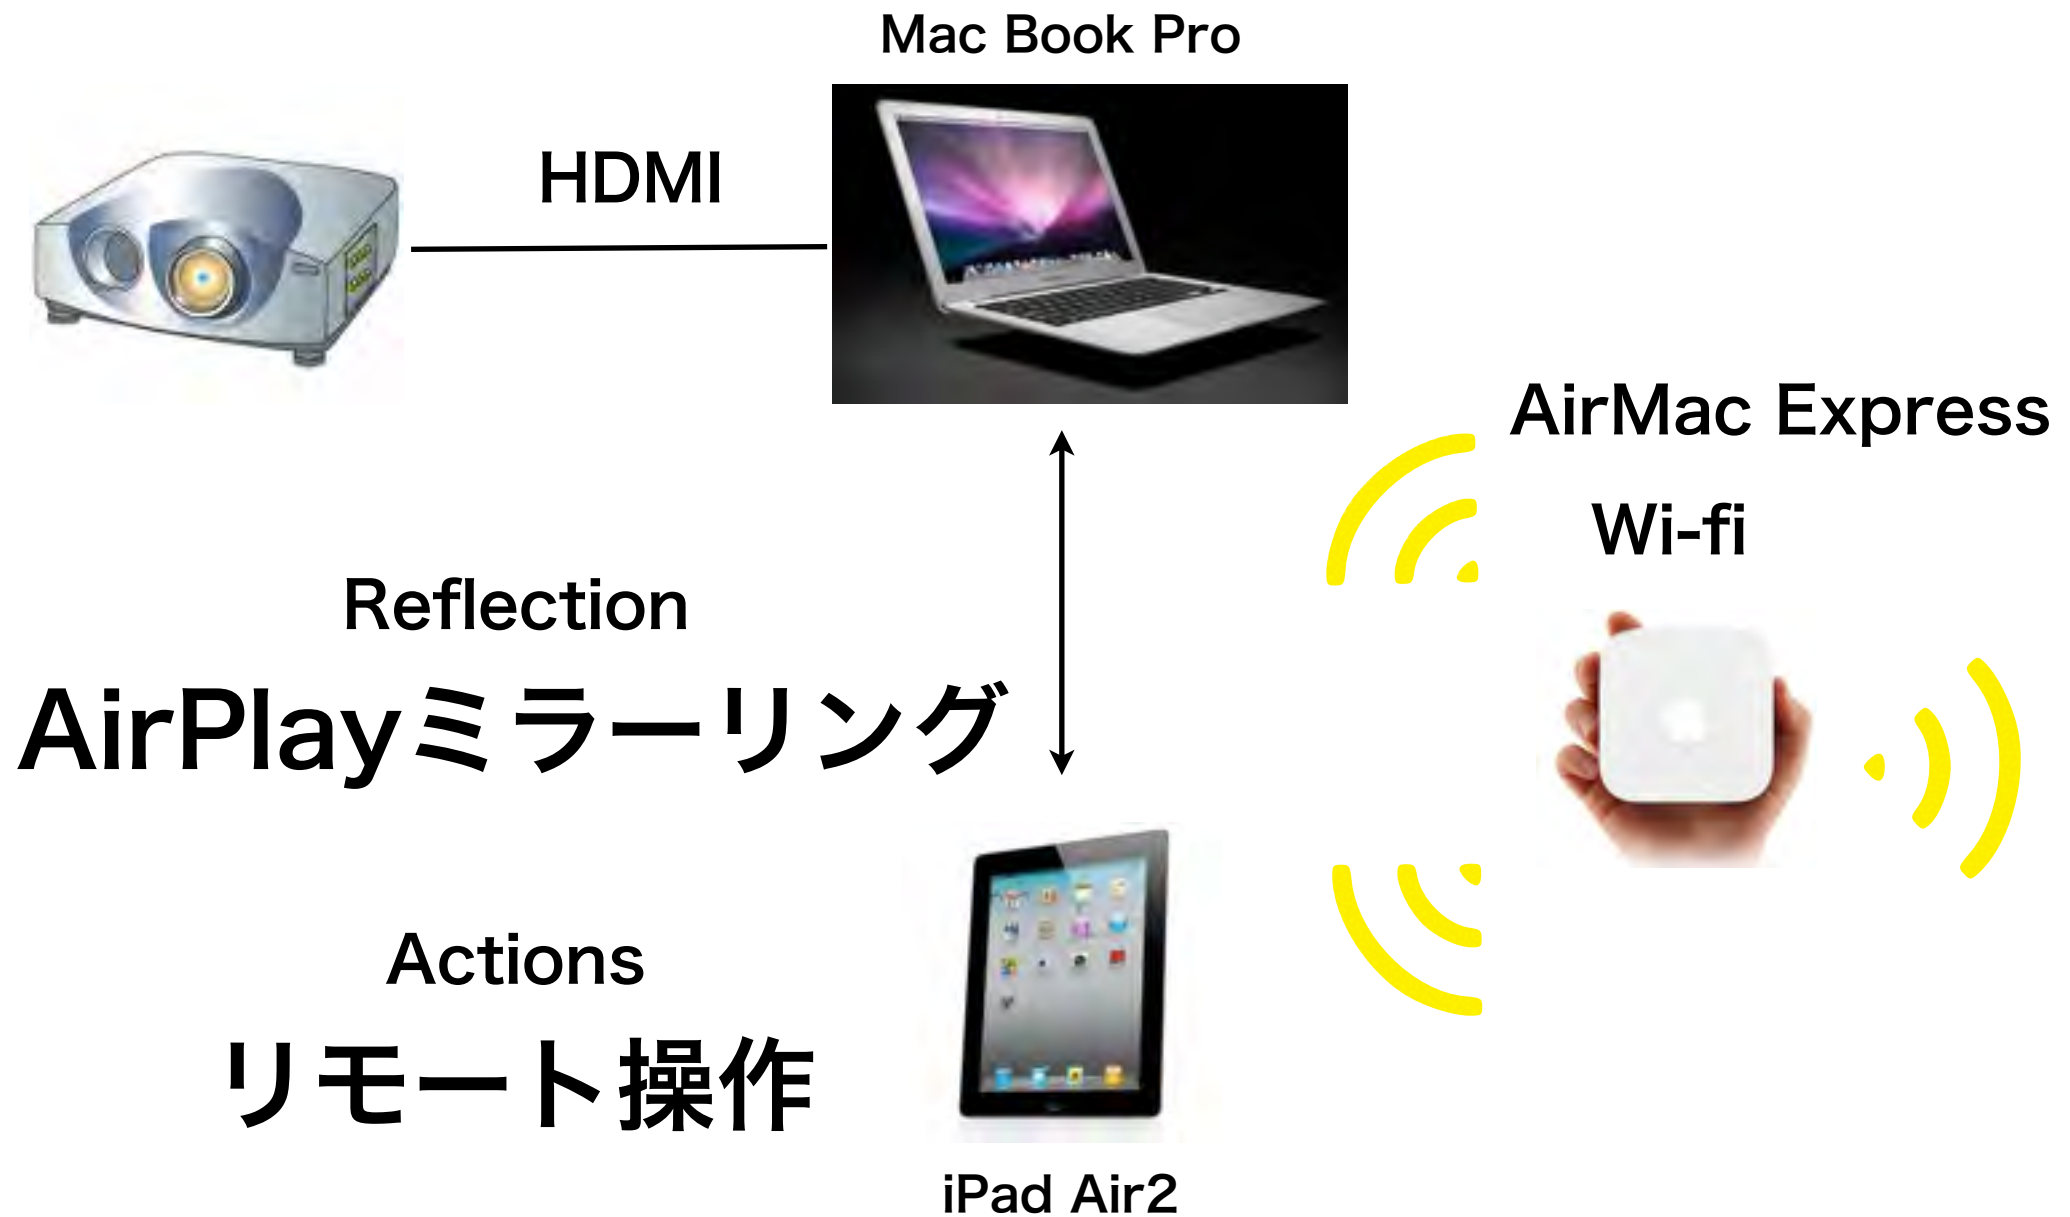 Mac Book Pro
HDMI
AirMac Express
Wi-fi
Reflection
AirPlayミラーリング
Actions
リモート操作
iPad Air2